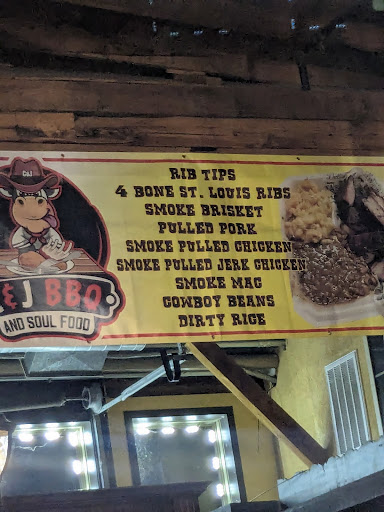 C&J
& J BBQ
AND SOUL FOOD
RIB TIPS
4 BONE ST. LOUIS RIBS
SMOKE BRISKET
PULLED PORK
SMOKE PULLED CHICKEN
SMOKE PULLED JERK CHICKEN
SMOKE MAC
COWBOY BEANS
DIRTY RICE